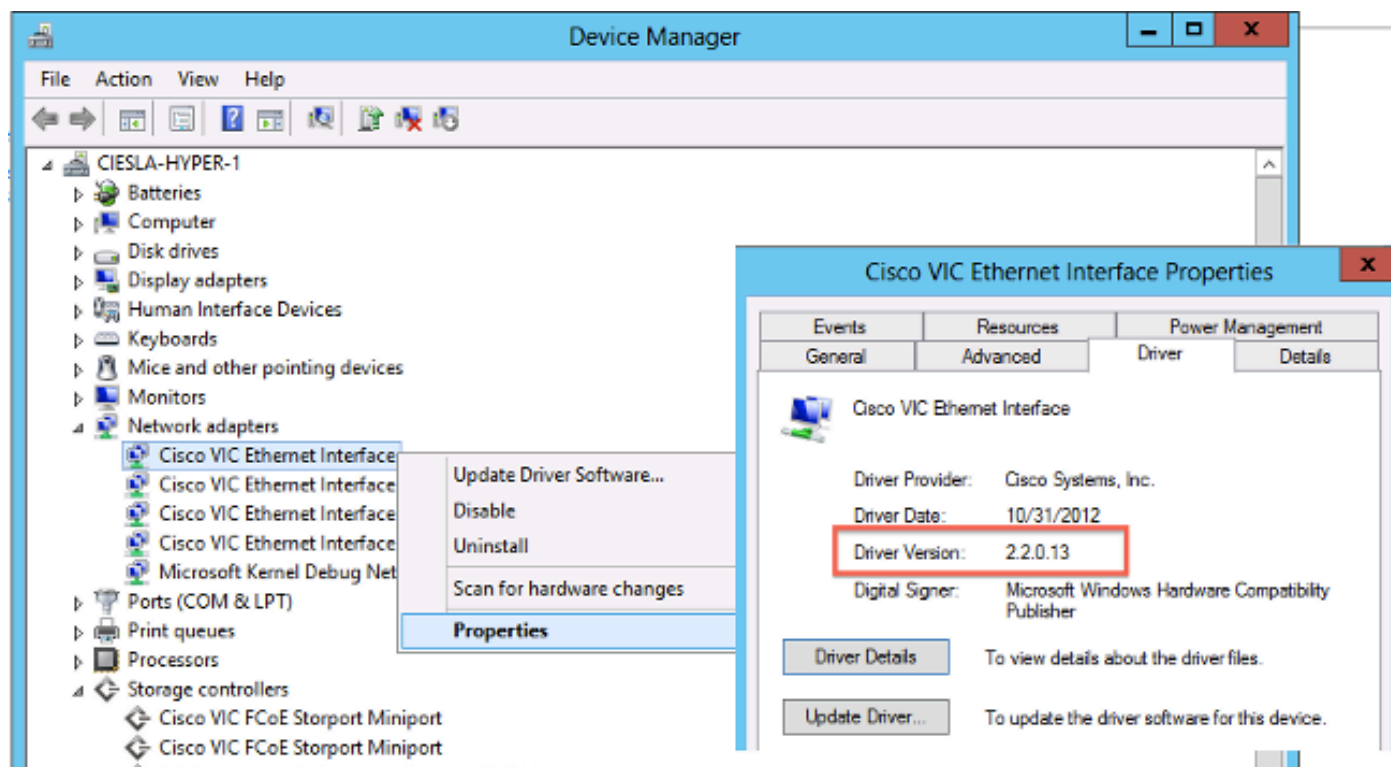 Device Manager
File Action View Help
CIESLA-HYPER-1
Batteries
Computer
Disk drives
Display adapters
Human Interface Devices
Keyboards
Mice and other pointing devices
Monitors
Network adapters
Cisco VIC Ethernet Interface
Cisco VIC Ethernet Interface
Cisco VIC Ethernet Interface
Cisco VIC Ethernet Interface
Microsoft Kernel Debug Net
Ports (COM & LPT)
Print queues
Processors
Storage controllers
Cisco VIC FCoE Storport Miniport
Cisco VIC FCoE Storport Miniport
Update Driver Software...
Disable
Uninstall
Scan for hardware changes
Properties
Cisco VIC Ethernet Interface Properties
Events Resources Power Management
General Advanced Driver Details
Cisco VIC Ethernet Interface
Driver Provider: Cisco Systems, Inc.
Driver Date: 10/31/2012
Driver Version: 2.2.0.13
Digital Signer: Microsoft Windows Hardware Compatibility
Publisher
Driver Details To view details about the driver files.
Update Driver... To update the driver software for this device.